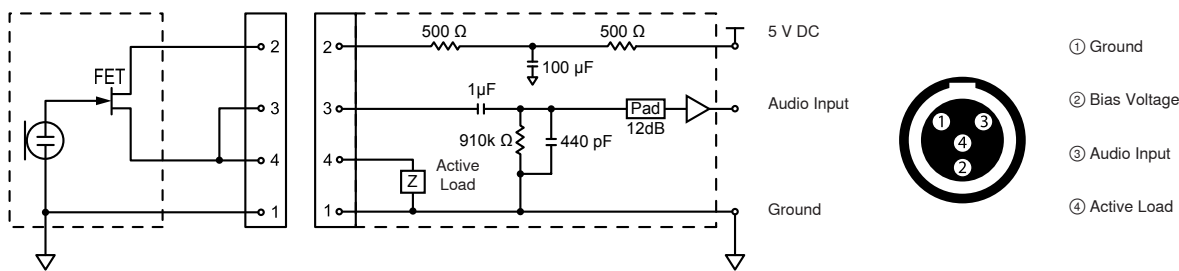 FET
2
3
4
1
2
3
4
1
500 Ω
500 Ω
100 µF
1µF
910k Ω
440 pF
Pad
12dB
Z
Active
Load
5 V DC
Audio Input
Ground
1
3
4
2
① Ground
② Bias Voltage
③ Audio Input
④ Active Load